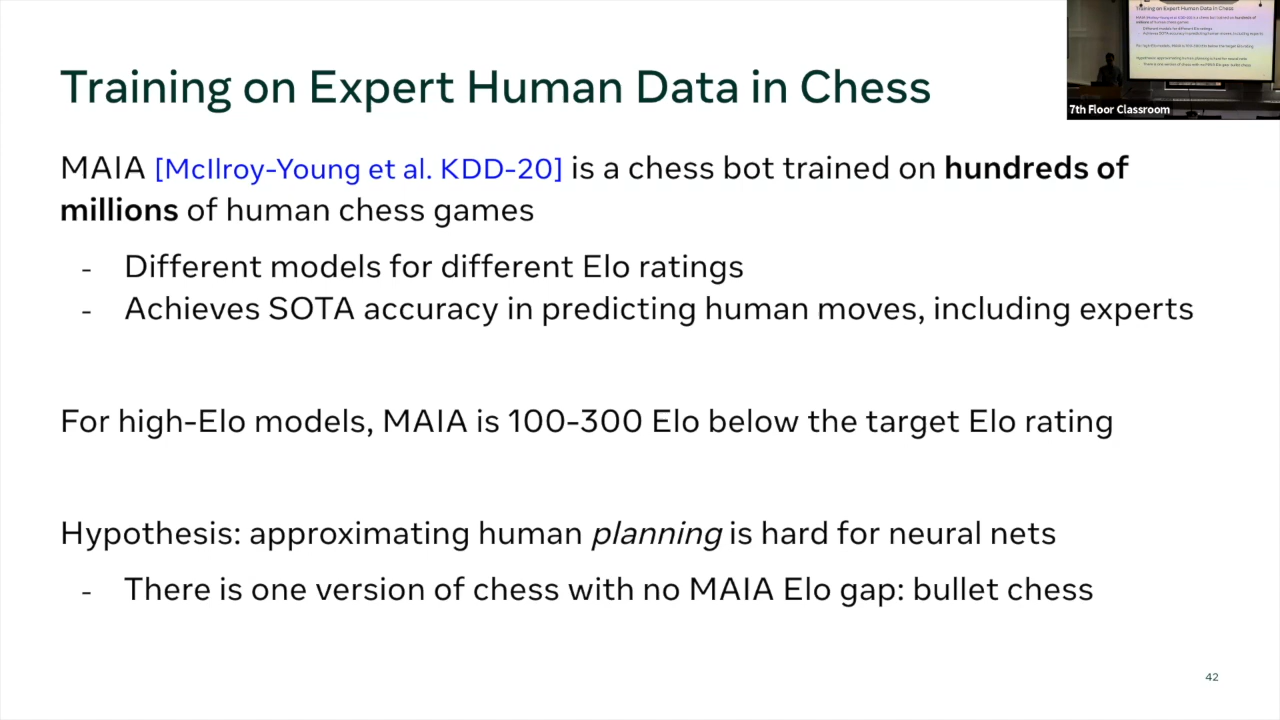 Training on Expert Human Data in Chess
MAIA [McIlroy-Young et al. KDD-20] is a chess bot trained on hundreds of
millions of human chess games
- Different models for different Elo ratings
- Achieves SOTA accuracy in predicting human moves, including experts
For high-Elo models, MAIA is 100-300 Elo below the target Elo rating
Hypothesis: approximating human planning is hard for neural nets
- There is one version of chess with no MAIA Elo gap: bullet chess
42
7th Floor Classroom